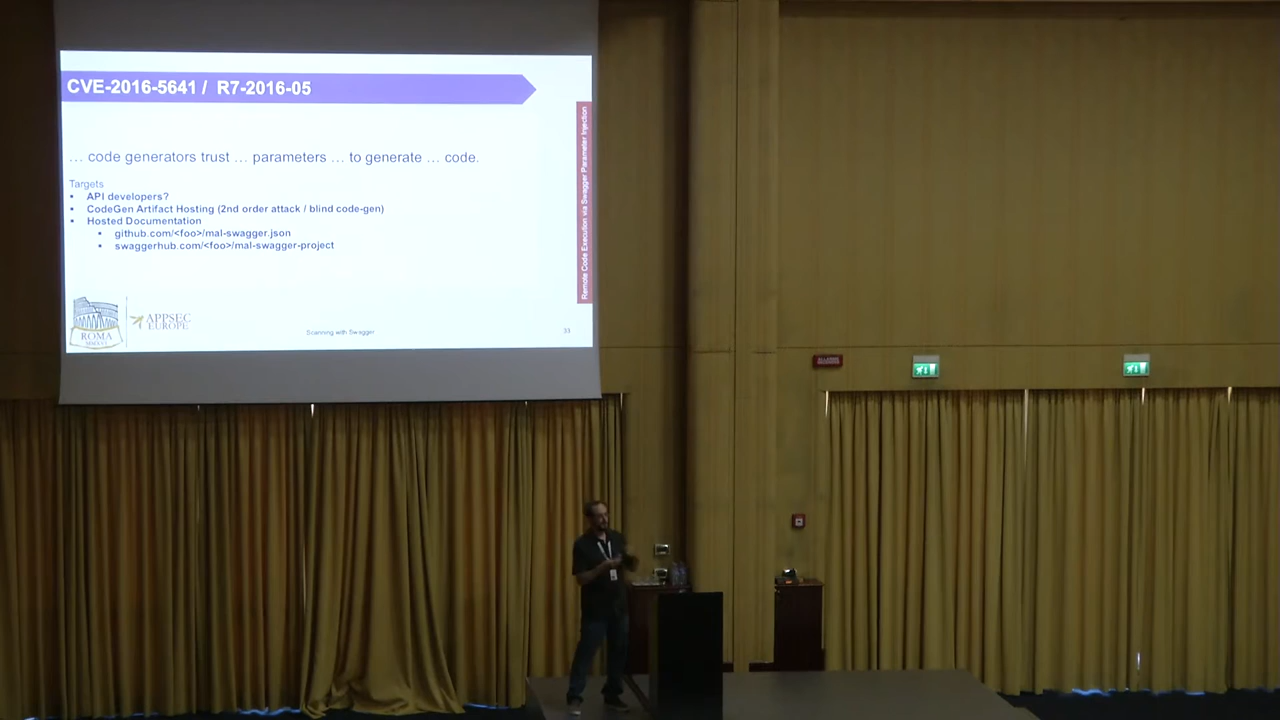 CVE-2016-5641 / R7-2016-05
... code generators trust ... parameters ... to generate ... code.
Targets
• API developers?
• CodeGen Artifact Hosting (2nd order attack / blind code-gen)
• Hosted Documentation
• github.com/<foo>/mal-swagger.json
• swaggerhub.com/<foo>/mal-swagger-project
Remote Code Execution via Swagger Parameter Injection
ROMA
MMXVI
APPSEC
EUROPE
Scanning with Swagger
33